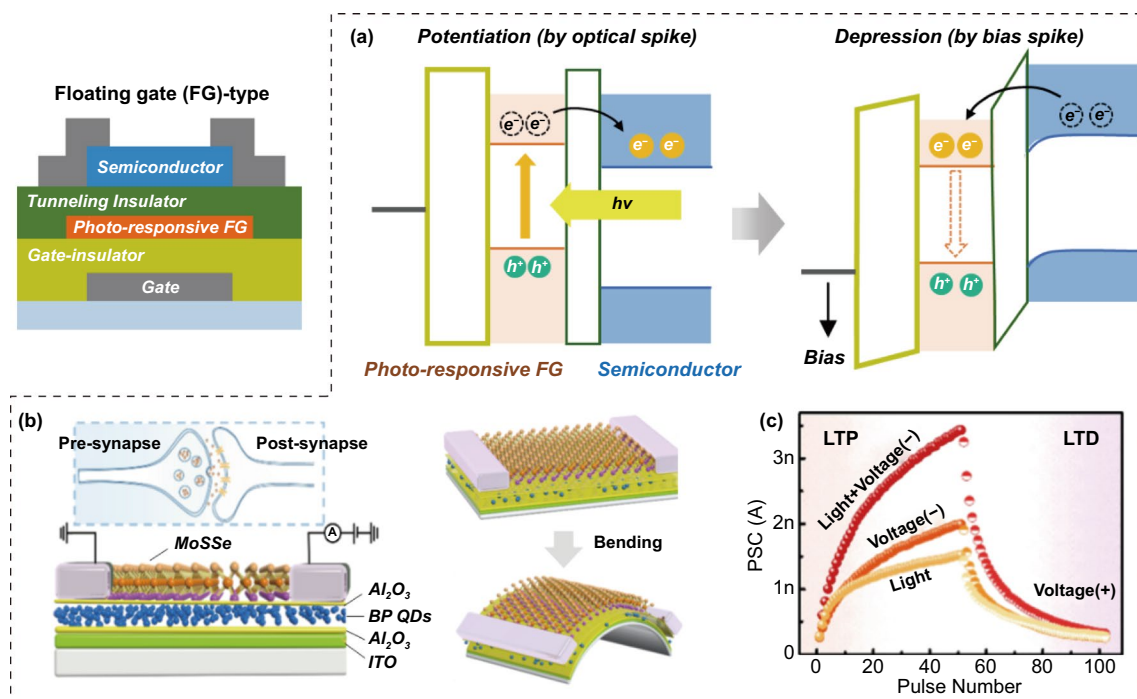 Floating gate (FG)-type
Semiconductor
Tunneling Insulator
Photo-responsive FG
Gate-insulator
Gate
(a)
Potentiation (by optical spike)
Depression (by bias spike)
e⁻ e⁻
e⁻ e⁻
hv
h⁺ h⁺
Photo-responsive FG
Semiconductor
e⁻ e⁻
e⁻ e⁻
h⁺ h⁺
Bias
(b)
Pre-synapse
Post-synapse
A
MoSSe
Al₂O₃
BP QDs
Al₂O₃
ITO
Bending
(c)
LTP
LTD
Light+Voltage(−)
Voltage(−)
Light
Voltage(+)
PSC (A)
3n
2n
1n
0n
0 20 40 60 80 100
Pulse Number